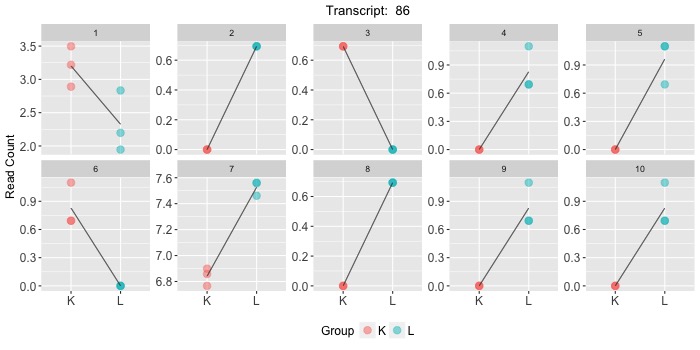 Transcript: 86
1 2 3 4 5
3.5 0.6 0.6 0.9 0.9
3.0 0.4 0.4 0.6 0.6
2.5 0.2 0.2 0.3 0.3
2.0 0.0 0.0 0.0 0.0
Read Count
6 7 8 9 10
0.9 7.6 0.6 0.9 0.9
0.6 7.4 0.4 0.6 0.6
0.3 7.2 0.2 0.3 0.3
0.0 7.0 0.0 0.0 0.0
6.8
K L K L K L K L K L
Group K L